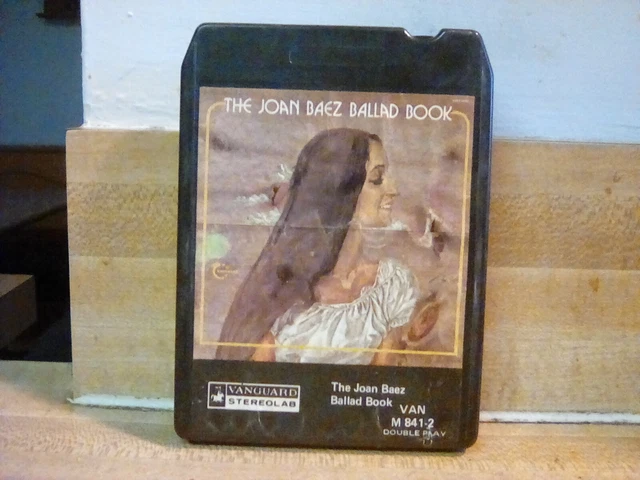 THE JOAN BAEZ BALLAD BOOK
VANGUARD
STEREOLAB
The Joan Baez
Ballad Book
VAN
M 841-2
DOUBLE PLAY